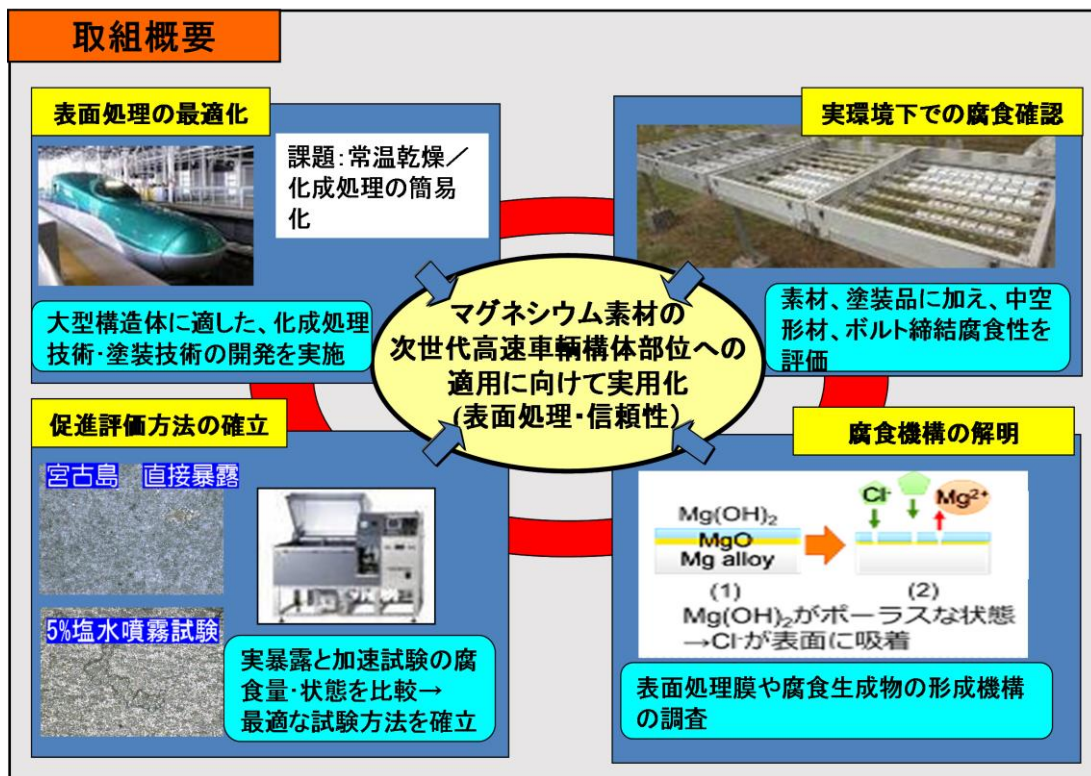 取組概要
表面処理の最適化
課題：常温乾燥／
化成処理の簡易
化
大型構造体に適した、化成処理
技術・塗装技術の開発を実施
実環境下での腐食確認
素材、塗装品に加え、中空
形材、ボルト締結腐食性を
評価
マグネシウム素材の
次世代高速車輌構体部位への
適用に向けて実用化
(表面処理・信頼性)
促進評価方法の確立
宮古島 直接暴露
5%塩水噴霧試験
実暴露と加速試験の腐
食量・状態を比較→
最適な試験方法を確立
腐食機構の解明
Mg(OH)₂
MgO
Mg alloy
(1)
Cl⁻
Mg²⁺
(2)
Mg(OH)₂がポーラスな状態
→Cl⁻が表面に吸着
表面処理膜や腐食生成物の形成機構
の調査